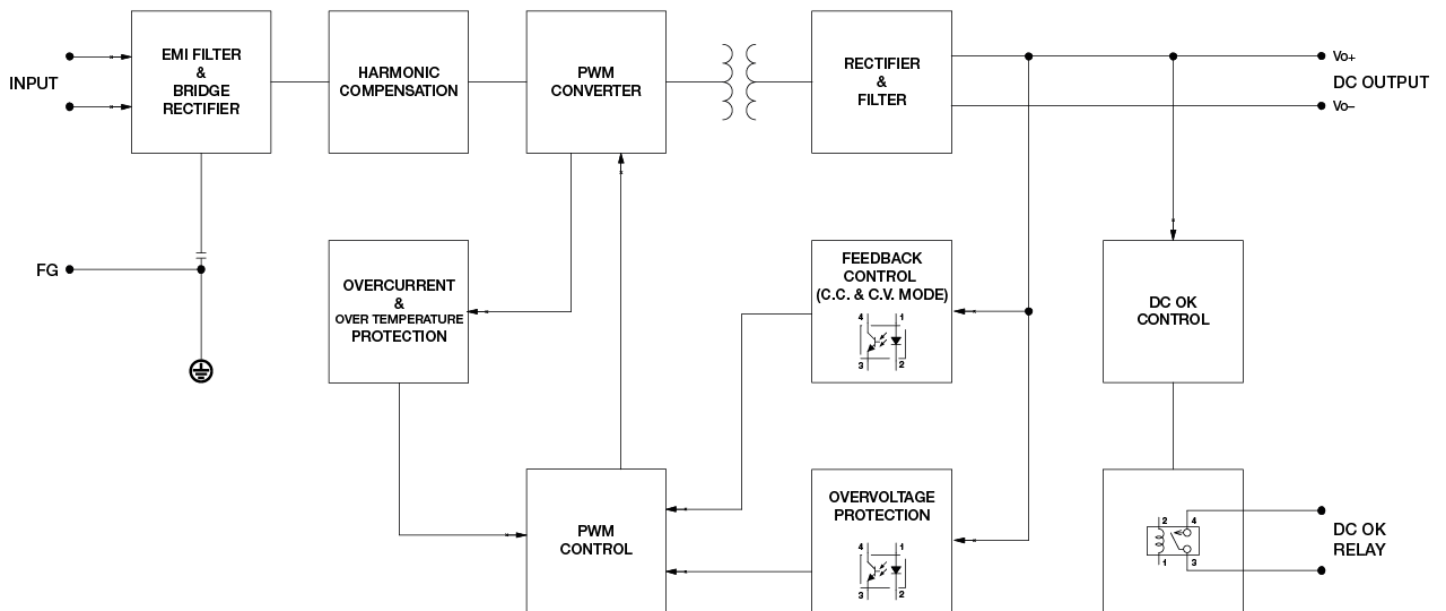 INPUT
EMI FILTER
&
BRIDGE
RECTIFIER
HARMONIC
COMPENSATION
PWM
CONVERTER
RECTIFIER
&
FILTER
Vo+
DC OUTPUT
Vo–
FG
OVERCURRENT
&
OVER TEMPERATURE
PROTECTION
FEEDBACK
CONTROL
(C.C. & C.V. MODE)
4 1
3 2
DC OK
CONTROL
PWM
CONTROL
OVERVOLTAGE
PROTECTION
4 1
3 2
2 4
1 3
DC OK
RELAY